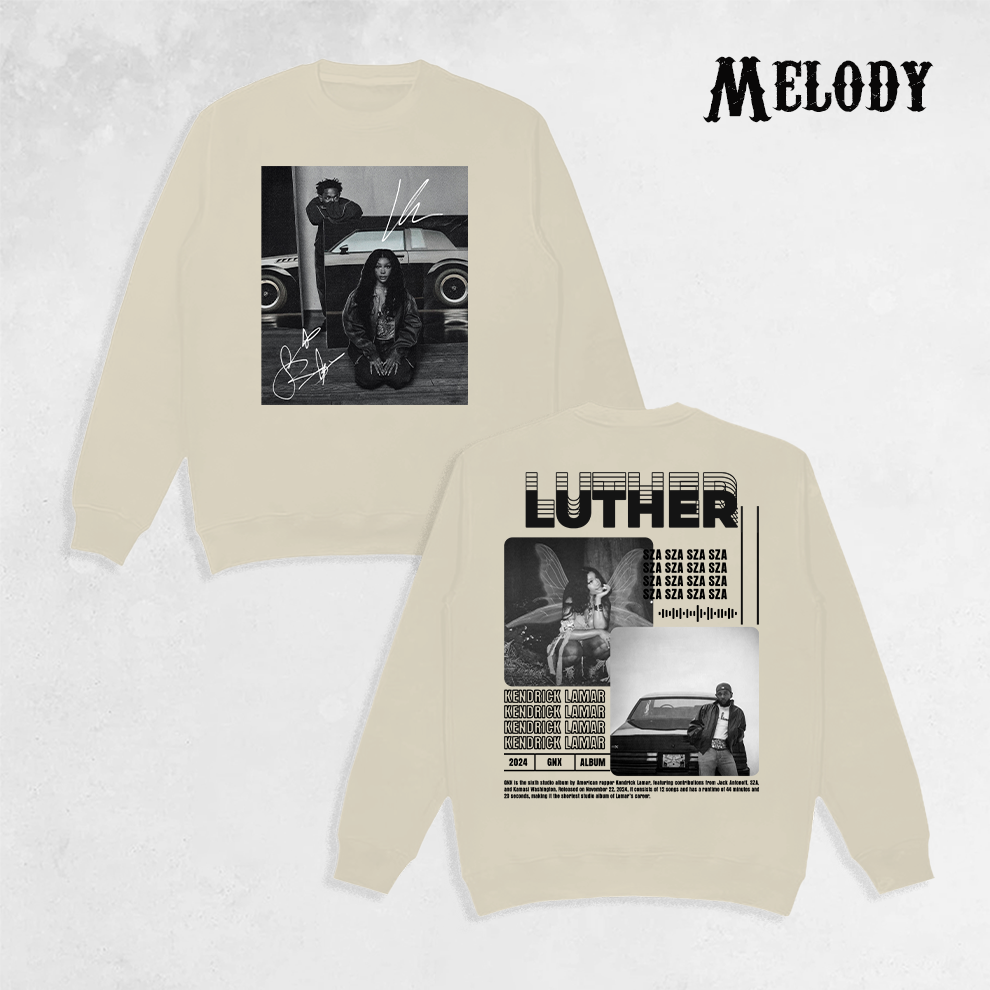 MELODY
LUTHER
SZA SZA SZA SZA
SZA SZA SZA SZA
SZA SZA SZA SZA
SZA SZA SZA SZA
KENDRICK LAMAR
KENDRICK LAMAR
KENDRICK LAMAR
KENDRICK LAMAR
2024 GNX ALBUM
GNX is the sixth studio album by American rapper Kendrick Lamar, featuring contributions from Jack Antonoff, SZA,
and Kamasi Washington. Released on November 22, 2024, it consists of 12 songs and has a runtime of 44 minutes and
23 seconds, making it the shortest studio album of Lamar's career.